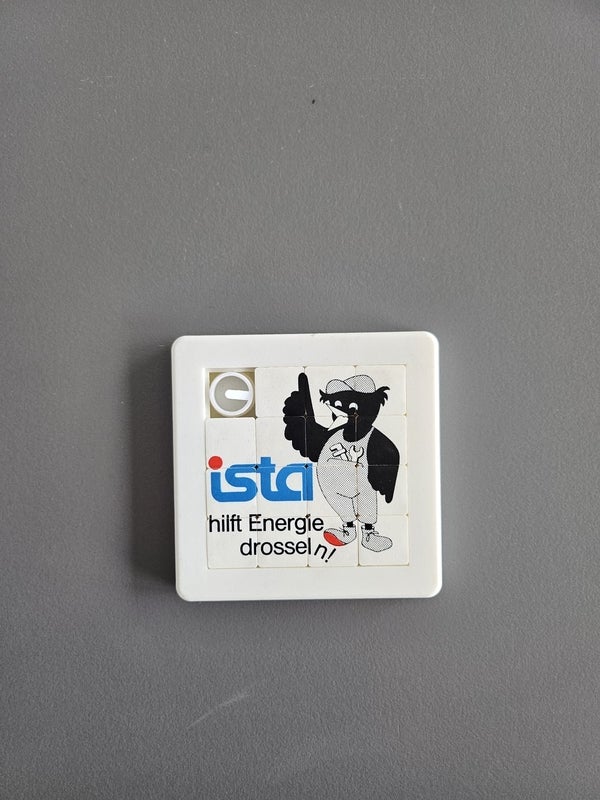 ista
hilft Energie
drosseln!